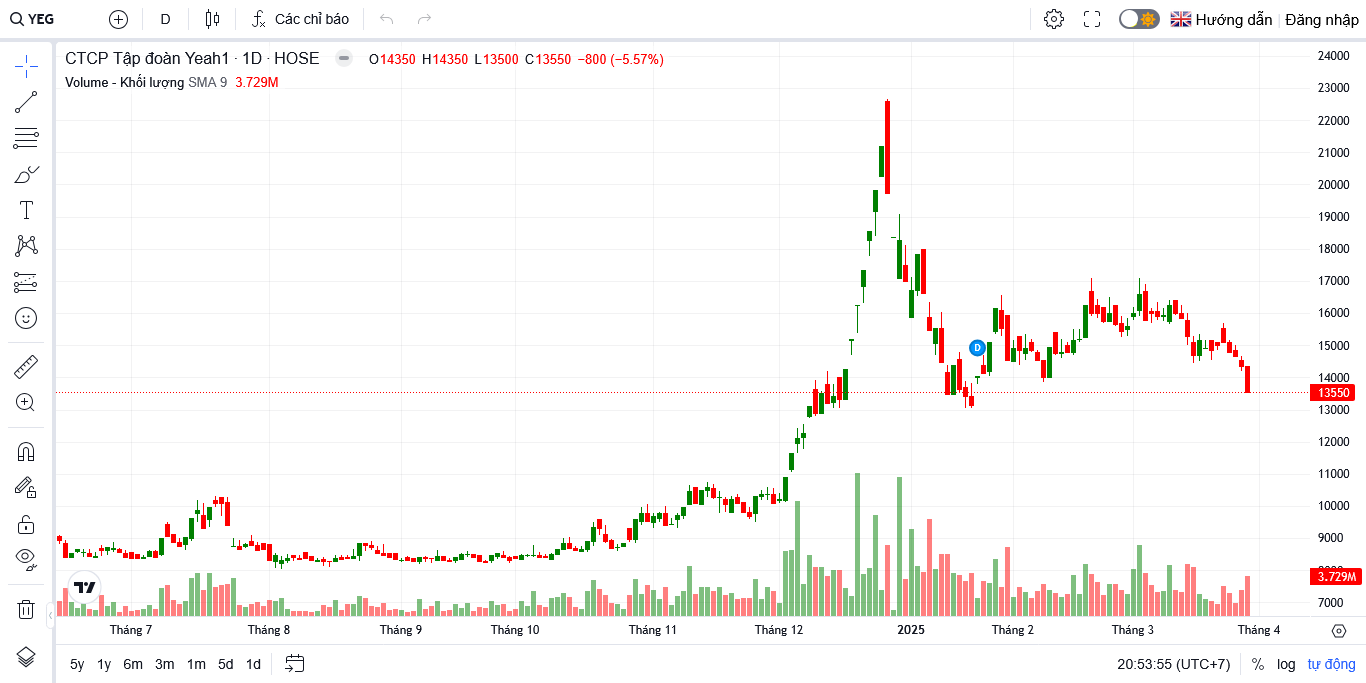 YEG D Các chỉ báo Hướng dẫn Đăng nhập
CTCP Tập đoàn Yeah1 · 1D · HOSE O14350 H14350 L13500 C13550 −800 (−5.57%)
Volume - Khối lượng SMA 9 3.729M
24000
23000
22000
21000
20000
19000
18000
17000
16000
15000
14000
13550
13000
12000
11000
10000
9000
3.729M
7000
D
Tháng 7 Tháng 8 Tháng 9 Tháng 10 Tháng 11 Tháng 12 2025 Tháng 2 Tháng 3 Tháng 4
5y 1y 6m 3m 1m 5d 1d 20:53:55 (UTC+7) % log tự động